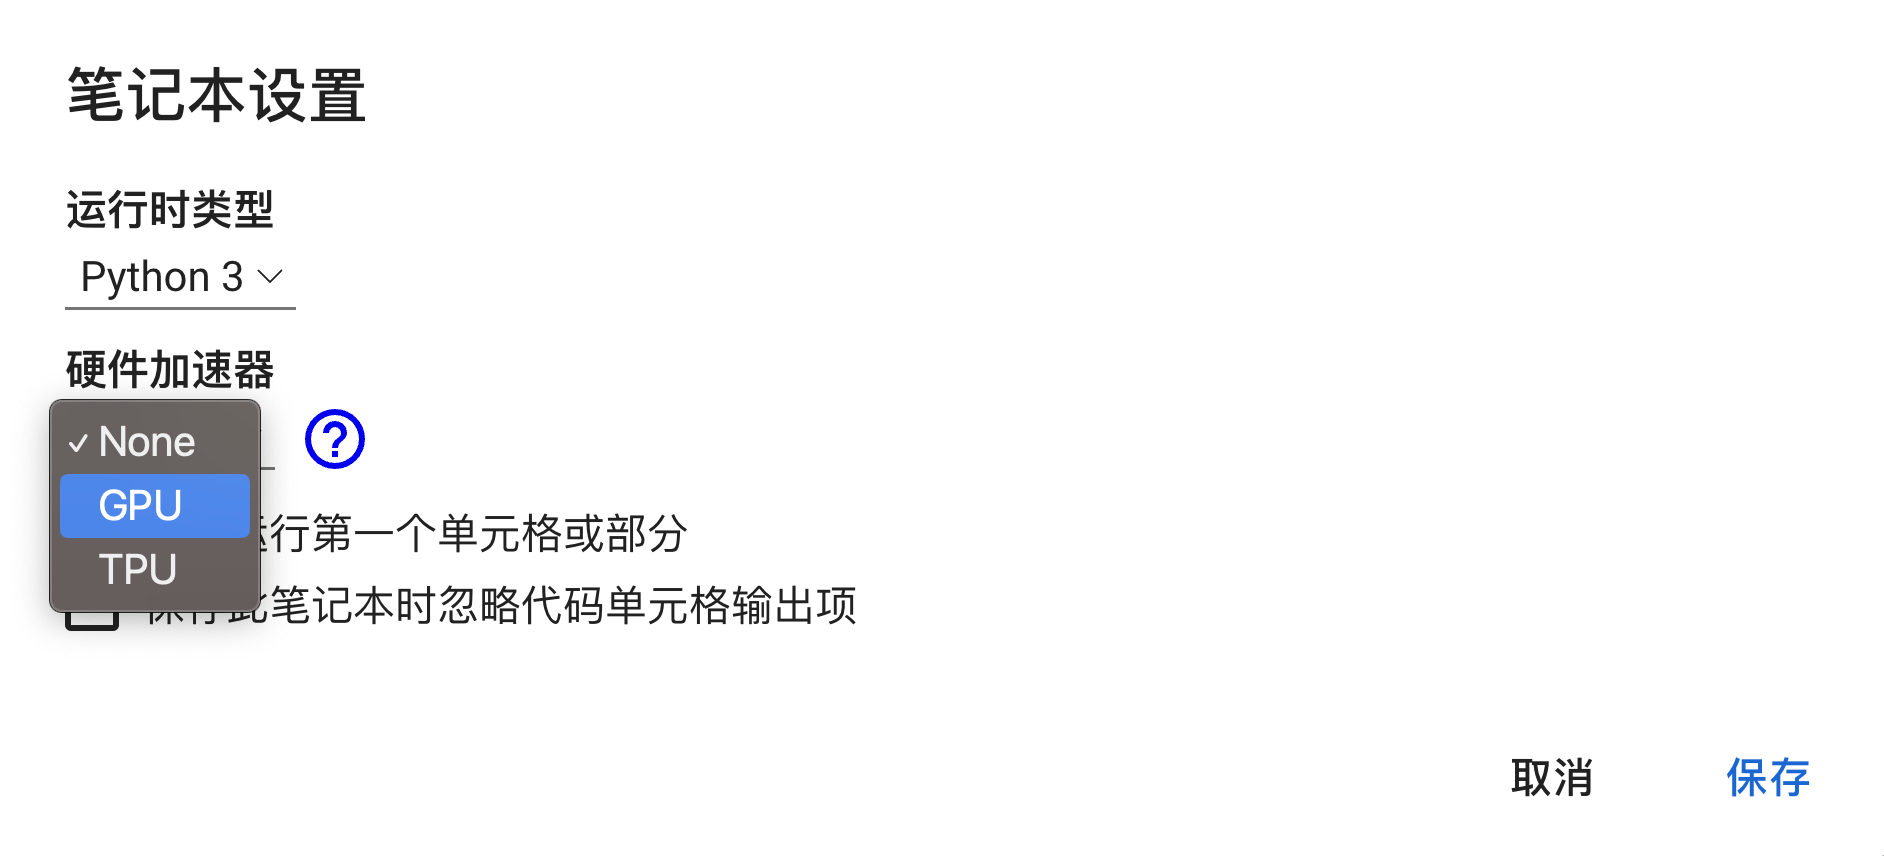 笔记本设置
运行时类型
Python 3
硬件加速器
None
GPU
行第一个单元格或部分
TPU
笔记本时忽略代码单元格输出项
取消
保存